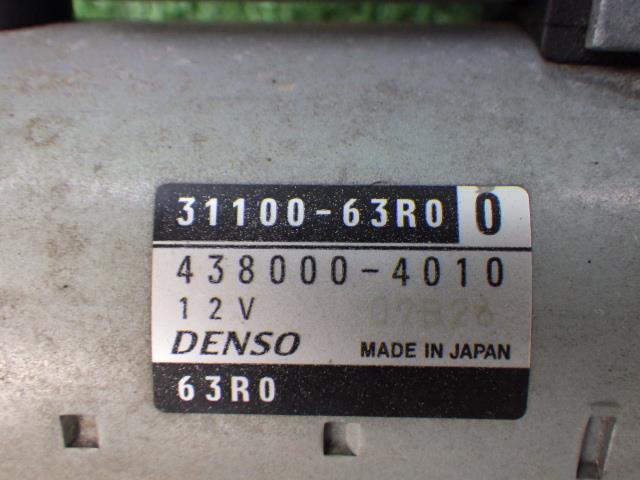 31100-63R0 0
438000-4010
12V
DENSO MADE IN JAPAN
63R0